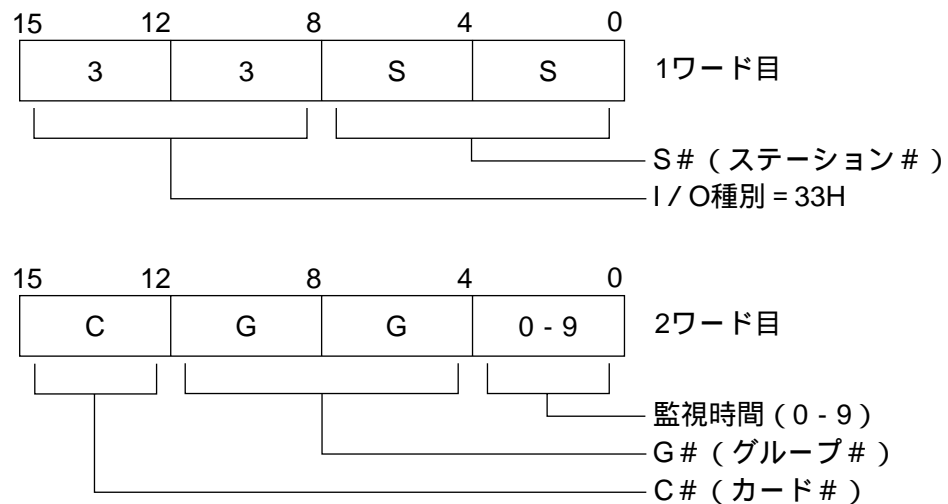 15 12 8 4 0
3 3 S S 1ワード目
S#(ステーション#)
I/O種別=33H
15 12 8 4 0
C G G 0-9 2ワード目
監視時間(0-9)
G#(グループ#)
C#(カード#)